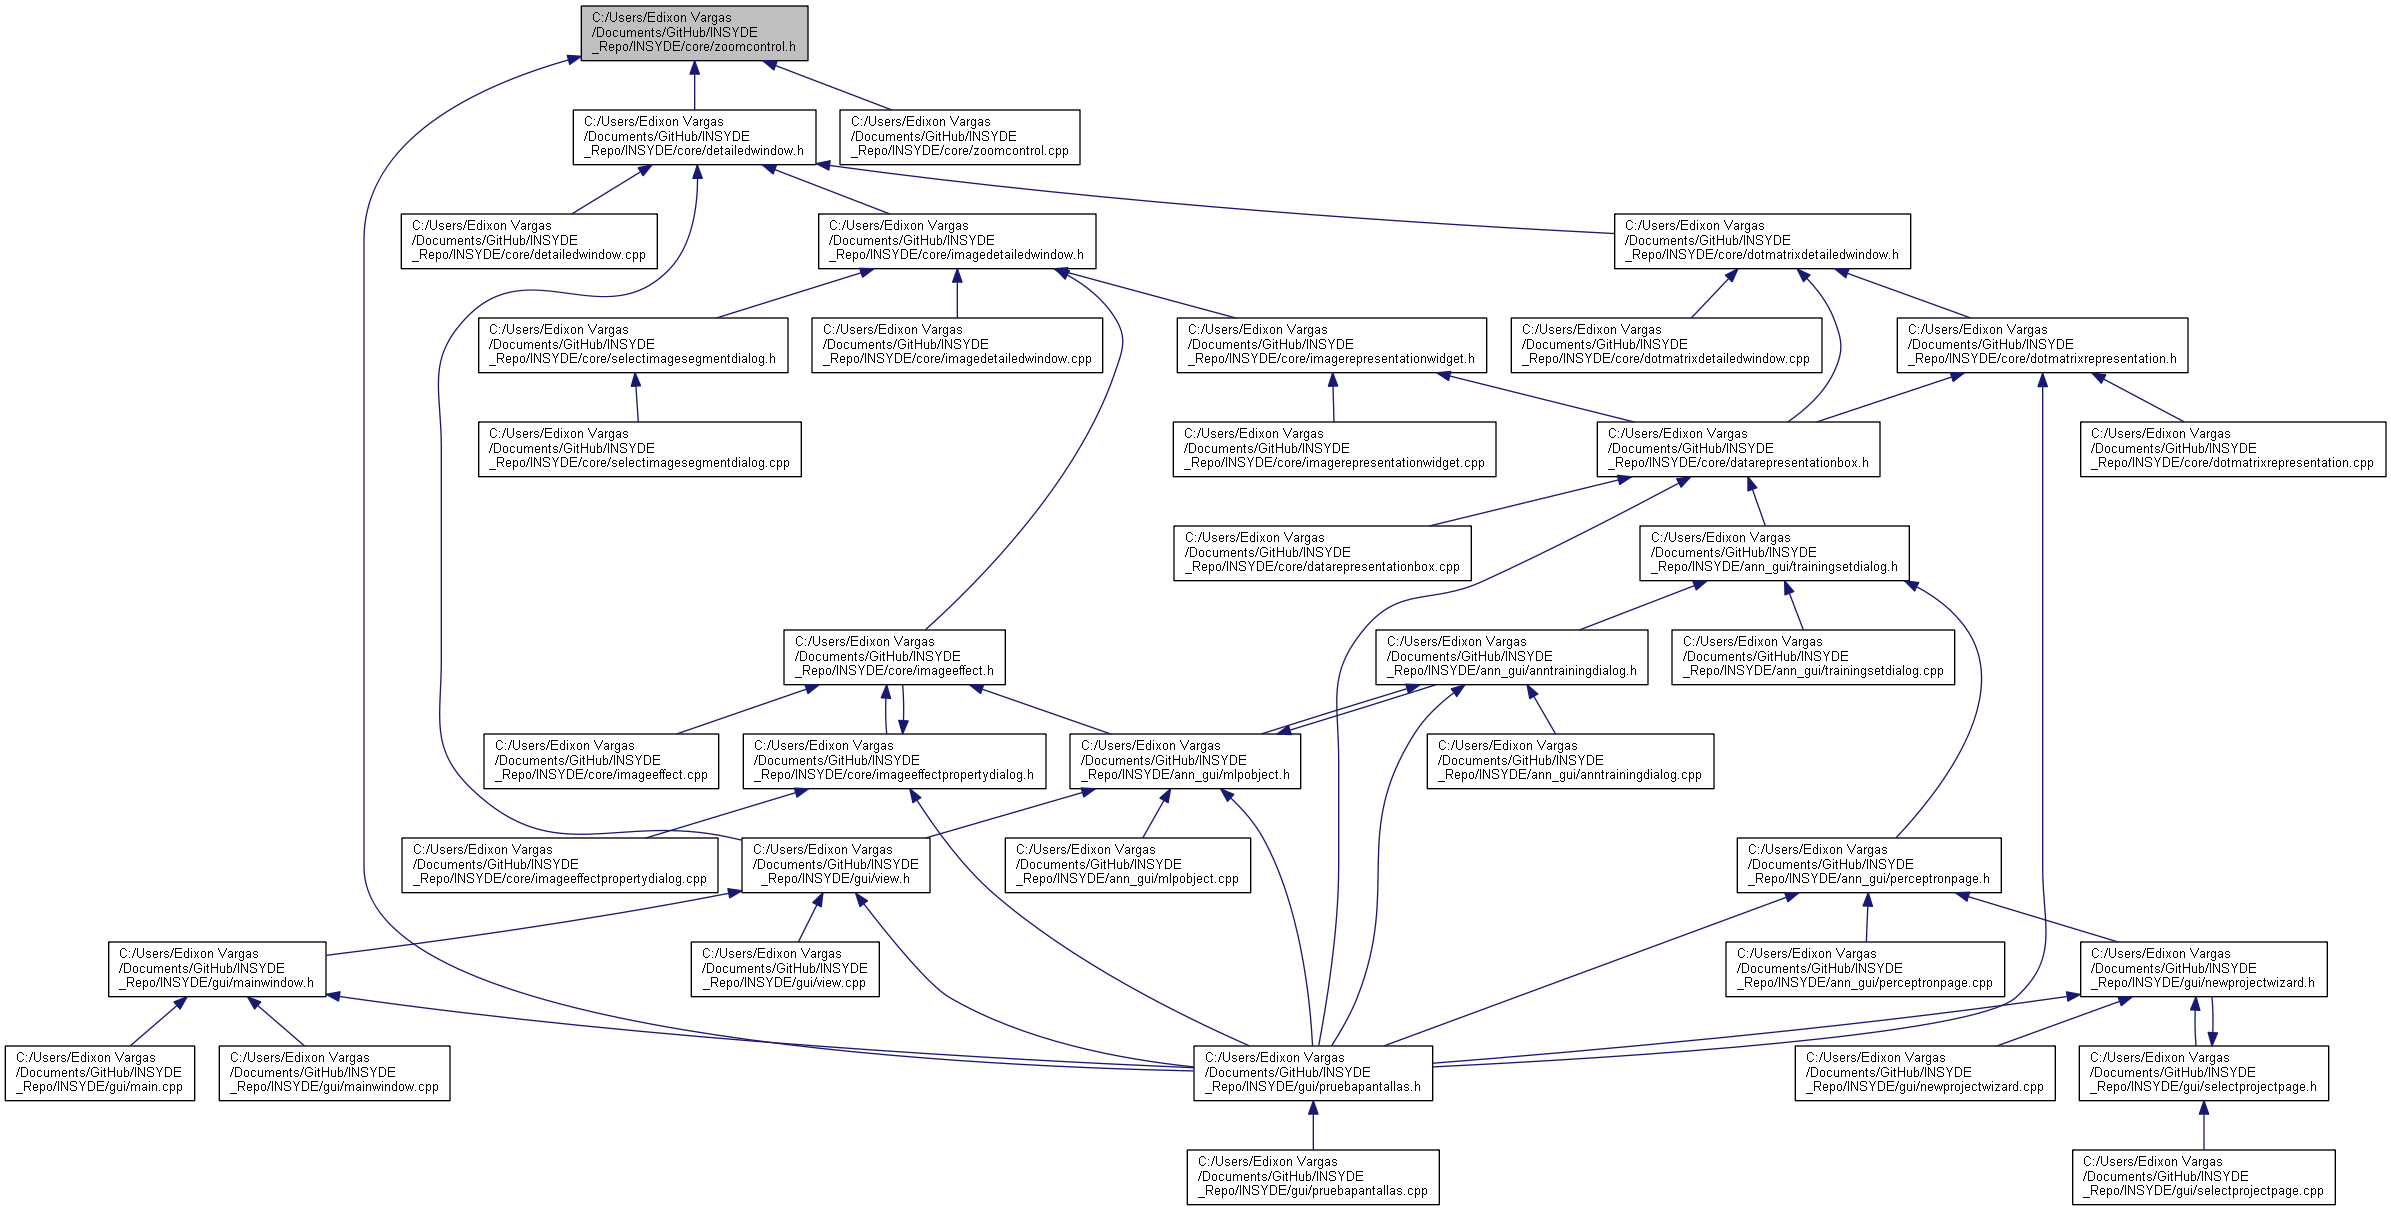 C:/Users/Edixon Vargas
/Documents/GitHub/INSYDE
_Repo/INSYDE/core/zoomcontrol.h
C:/Users/Edixon Vargas
/Documents/GitHub/INSYDE
_Repo/INSYDE/core/detailedwindow.h
C:/Users/Edixon Vargas
/Documents/GitHub/INSYDE
_Repo/INSYDE/core/zoomcontrol.cpp
C:/Users/Edixon Vargas
/Documents/GitHub/INSYDE
_Repo/INSYDE/core/detailedwindow.cpp
C:/Users/Edixon Vargas
/Documents/GitHub/INSYDE
_Repo/INSYDE/core/imagedetailedwindow.h
C:/Users/Edixon Vargas
/Documents/GitHub/INSYDE
_Repo/INSYDE/core/dotmatrixdetailedwindow.h
C:/Users/Edixon Vargas
/Documents/GitHub/INSYDE
_Repo/INSYDE/core/selectimagesegmentdialog.h
C:/Users/Edixon Vargas
/Documents/GitHub/INSYDE
_Repo/INSYDE/core/imagedetailedwindow.cpp
C:/Users/Edixon Vargas
/Documents/GitHub/INSYDE
_Repo/INSYDE/core/imagerepresentationwidget.h
C:/Users/Edixon Vargas
/Documents/GitHub/INSYDE
_Repo/INSYDE/core/dotmatrixdetailedwindow.cpp
C:/Users/Edixon Vargas
/Documents/GitHub/INSYDE
_Repo/INSYDE/core/dotmatrixrepresentation.h
C:/Users/Edixon Vargas
/Documents/GitHub/INSYDE
_Repo/INSYDE/core/selectimagesegmentdialog.cpp
C:/Users/Edixon Vargas
/Documents/GitHub/INSYDE
_Repo/INSYDE/core/imagerepresentationwidget.cpp
C:/Users/Edixon Vargas
/Documents/GitHub/INSYDE
_Repo/INSYDE/core/datarepresentationbox.h
C:/Users/Edixon Vargas
/Documents/GitHub/INSYDE
_Repo/INSYDE/core/dotmatrixrepresentation.cpp
C:/Users/Edixon Vargas
/Documents/GitHub/INSYDE
_Repo/INSYDE/core/datarepresentationbox.cpp
C:/Users/Edixon Vargas
/Documents/GitHub/INSYDE
_Repo/INSYDE/ann_gui/trainingsetdialog.h
C:/Users/Edixon Vargas
/Documents/GitHub/INSYDE
_Repo/INSYDE/core/imageeffect.h
C:/Users/Edixon Vargas
/Documents/GitHub/INSYDE
_Repo/INSYDE/ann_gui/anntrainingdialog.h
C:/Users/Edixon Vargas
/Documents/GitHub/INSYDE
_Repo/INSYDE/ann_gui/trainingsetdialog.cpp
C:/Users/Edixon Vargas
/Documents/GitHub/INSYDE
_Repo/INSYDE/core/imageeffect.cpp
C:/Users/Edixon Vargas
/Documents/GitHub/INSYDE
_Repo/INSYDE/core/imageeffectpropertydialog.h
C:/Users/Edixon Vargas
/Documents/GitHub/INSYDE
_Repo/INSYDE/ann_gui/mlpobject.h
C:/Users/Edixon Vargas
/Documents/GitHub/INSYDE
_Repo/INSYDE/ann_gui/anntrainingdialog.cpp
C:/Users/Edixon Vargas
/Documents/GitHub/INSYDE
_Repo/INSYDE/core/imageeffectpropertydialog.cpp
C:/Users/Edixon Vargas
/Documents/GitHub/INSYDE
_Repo/INSYDE/gui/view.h
C:/Users/Edixon Vargas
/Documents/GitHub/INSYDE
_Repo/INSYDE/ann_gui/mlpobject.cpp
C:/Users/Edixon Vargas
/Documents/GitHub/INSYDE
_Repo/INSYDE/ann_gui/perceptronpage.h
C:/Users/Edixon Vargas
/Documents/GitHub/INSYDE
_Repo/INSYDE/gui/mainwindow.h
C:/Users/Edixon Vargas
/Documents/GitHub/INSYDE
_Repo/INSYDE/gui/view.cpp
C:/Users/Edixon Vargas
/Documents/GitHub/INSYDE
_Repo/INSYDE/ann_gui/perceptronpage.cpp
C:/Users/Edixon Vargas
/Documents/GitHub/INSYDE
_Repo/INSYDE/gui/newprojectwizard.h
C:/Users/Edixon Vargas
/Documents/GitHub/INSYDE
_Repo/INSYDE/gui/main.cpp
C:/Users/Edixon Vargas
/Documents/GitHub/INSYDE
_Repo/INSYDE/gui/mainwindow.cpp
C:/Users/Edixon Vargas
/Documents/GitHub/INSYDE
_Repo/INSYDE/gui/pruebapantallas.h
C:/Users/Edixon Vargas
/Documents/GitHub/INSYDE
_Repo/INSYDE/gui/newprojectwizard.cpp
C:/Users/Edixon Vargas
/Documents/GitHub/INSYDE
_Repo/INSYDE/gui/selectprojectpage.h
C:/Users/Edixon Vargas
/Documents/GitHub/INSYDE
_Repo/INSYDE/gui/pruebapantallas.cpp
C:/Users/Edixon Vargas
/Documents/GitHub/INSYDE
_Repo/INSYDE/gui/selectprojectpage.cpp